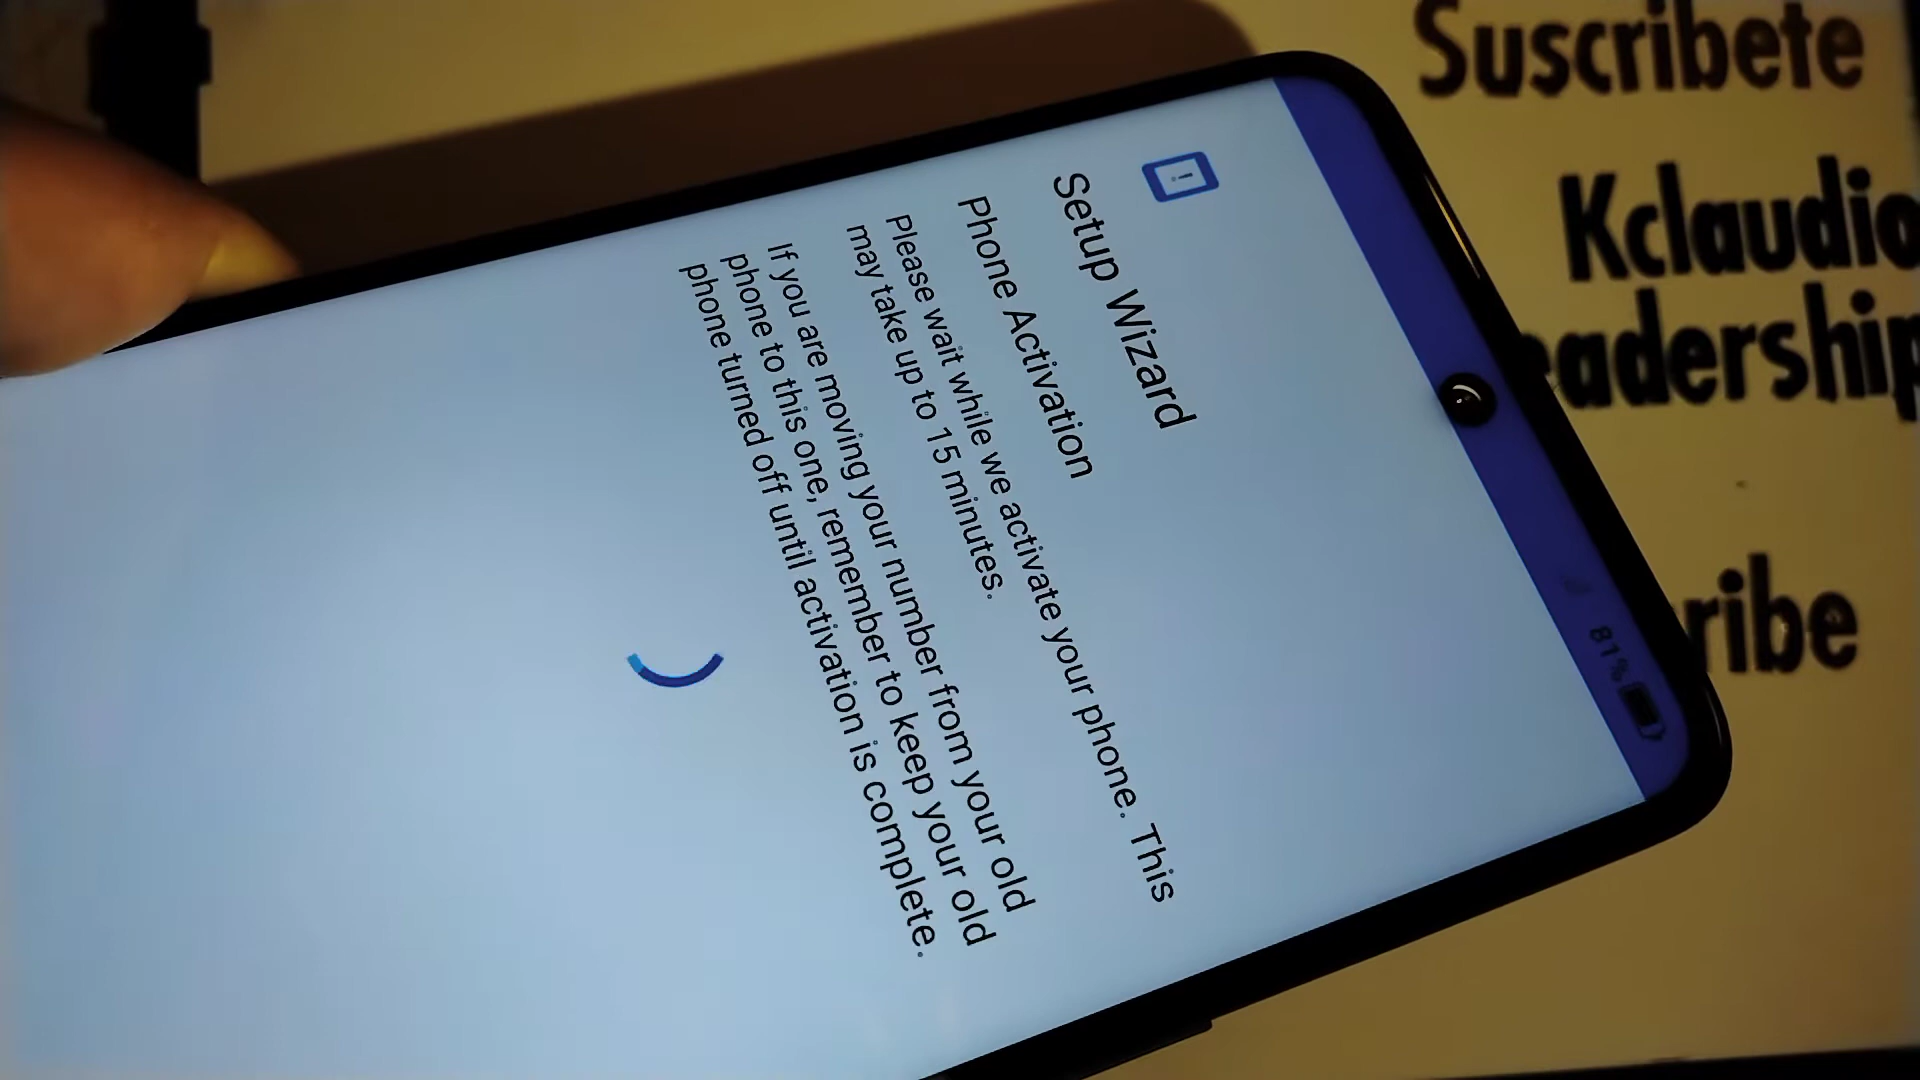 Suscribete
Kclaudio
eadership
ribe
81%
Setup Wizard
Phone Activation
Please wait while we activate your phone. This
may take up to 15 minutes.
If you are moving your number from your old
phone to this one, remember to keep your old
phone turned off until activation is complete.